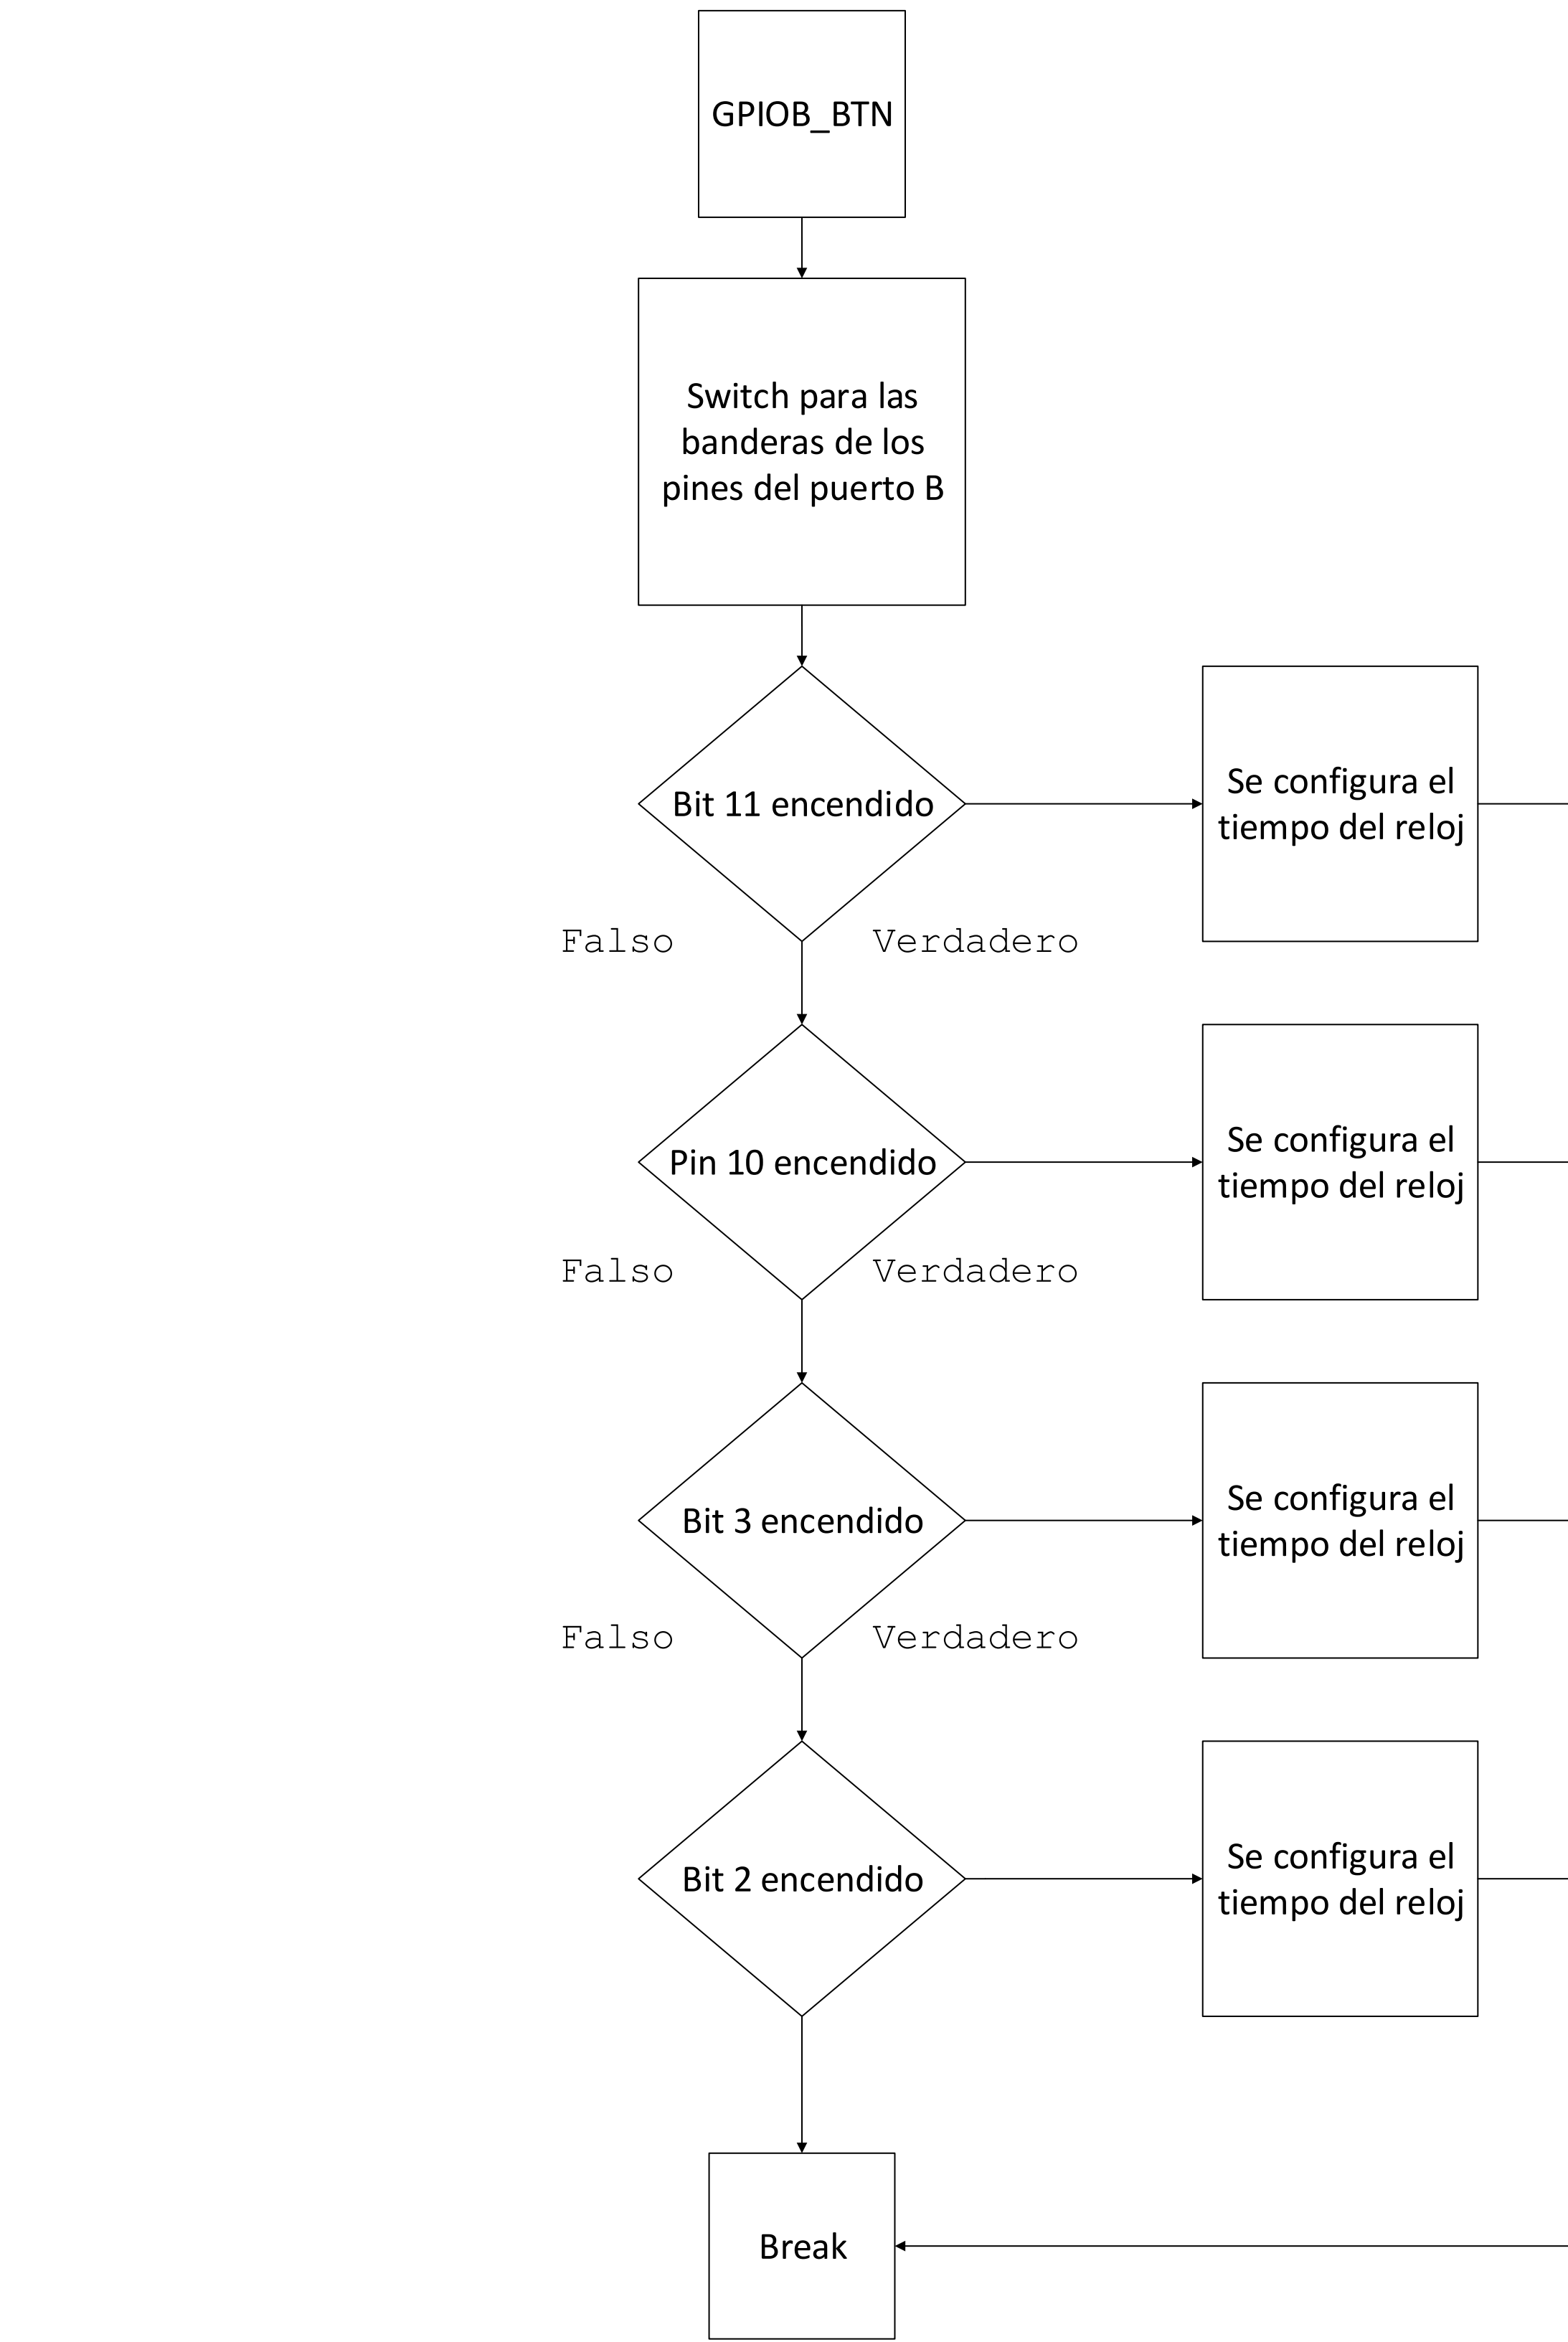 GPIOB_BTN
Switch para las
banderas de los
pines del puerto B
Bit 11 encendido
Se configura el
tiempo del reloj
Falso
Verdadero
Pin 10 encendido
Se configura el
tiempo del reloj
Falso
Verdadero
Bit 3 encendido
Se configura el
tiempo del reloj
Falso
Verdadero
Bit 2 encendido
Se configura el
tiempo del reloj
Break